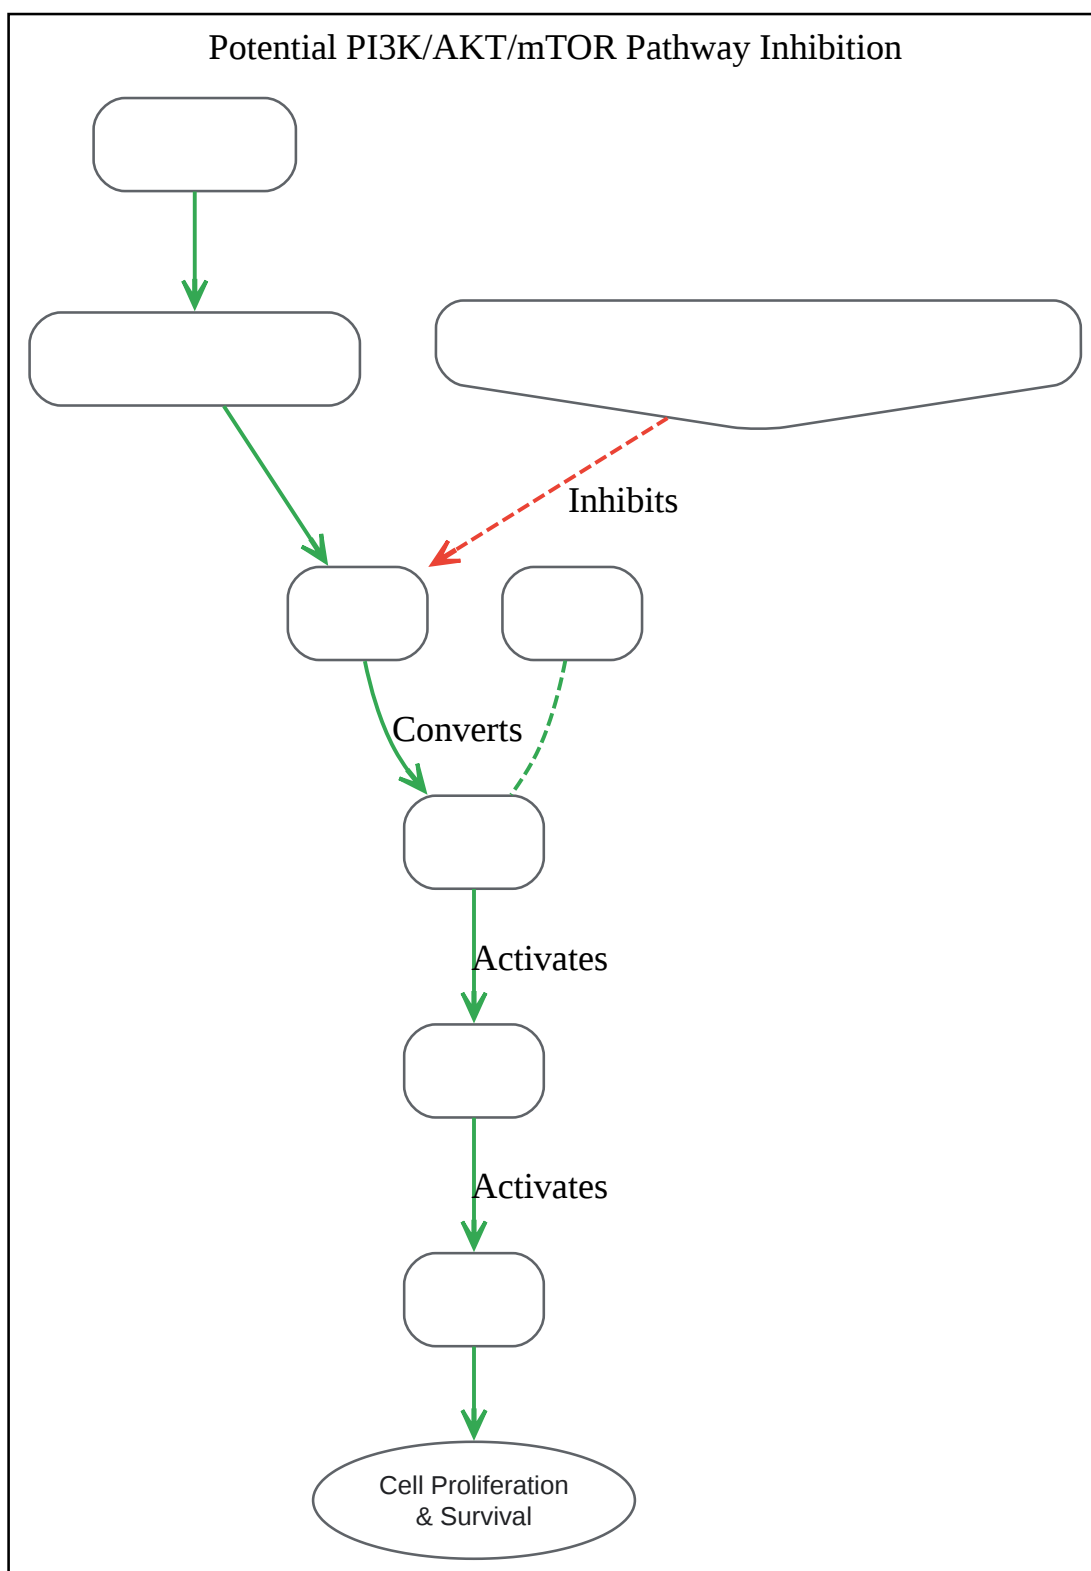 Potential PI3K/AKT/mTOR Pathway Inhibition
Inhibits
Converts
Activates
Activates
Cell Proliferation
& Survival